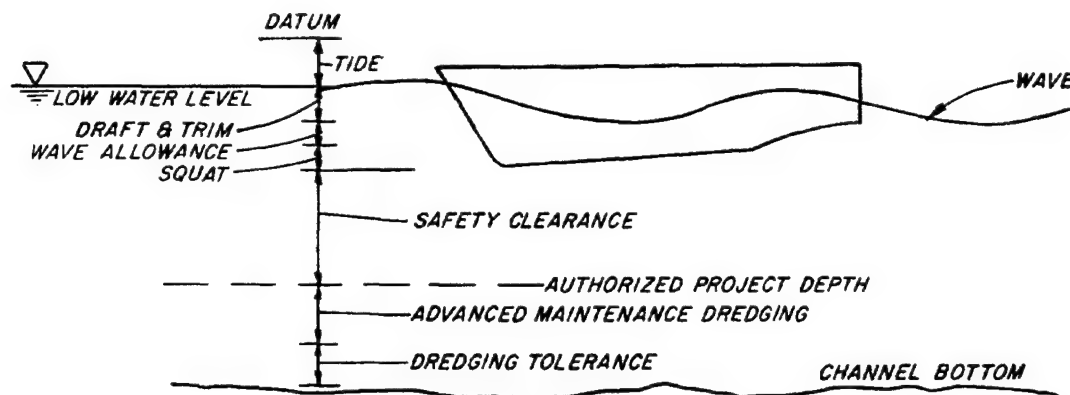 DATUM
TIDE
WAVE
LOW WATER LEVEL
DRAFT & TRIM
WAVE ALLOWANCE
SQUAT
SAFETY CLEARANCE
AUTHORIZED PROJECT DEPTH
ADVANCED MAINTENANCE DREDGING
DREDGING TOLERANCE
CHANNEL BOTTOM